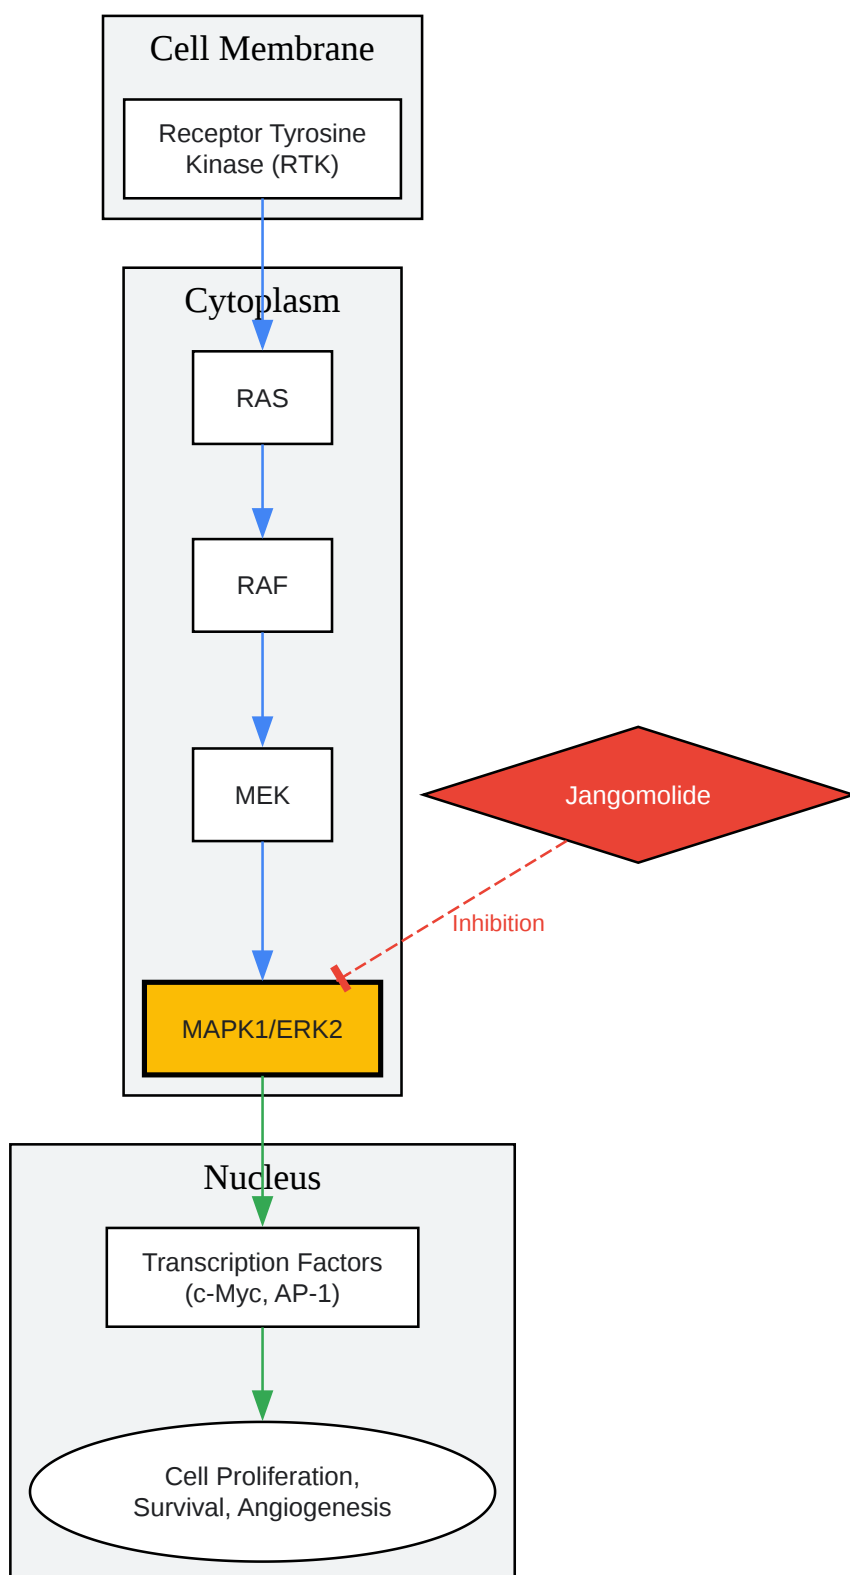 Cell Membrane
Receptor Tyrosine
Kinase (RTK)
Cytoplasm
RAS
RAF
MEK
Jangomolide
Inhibition
MAPK1/ERK2
Nucleus
Transcription Factors
(c-Myc, AP-1)
Cell Proliferation,
Survival, Angiogenesis